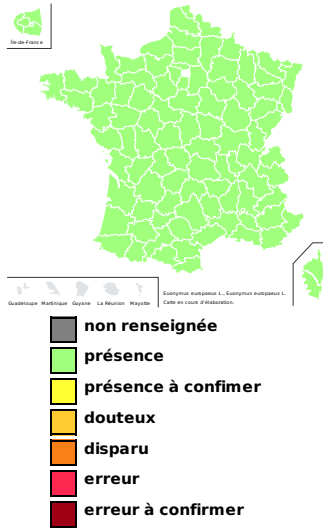 Île-de-France
Guadeloupe Martinique Guyane La Réunion Mayotte
Euonymus europaeus L., Euonymus europaeus L.
Carte en cours d'élaboration.
non renseignée
présence
présence à confimer
douteux
disparu
erreur
erreur à confirmer